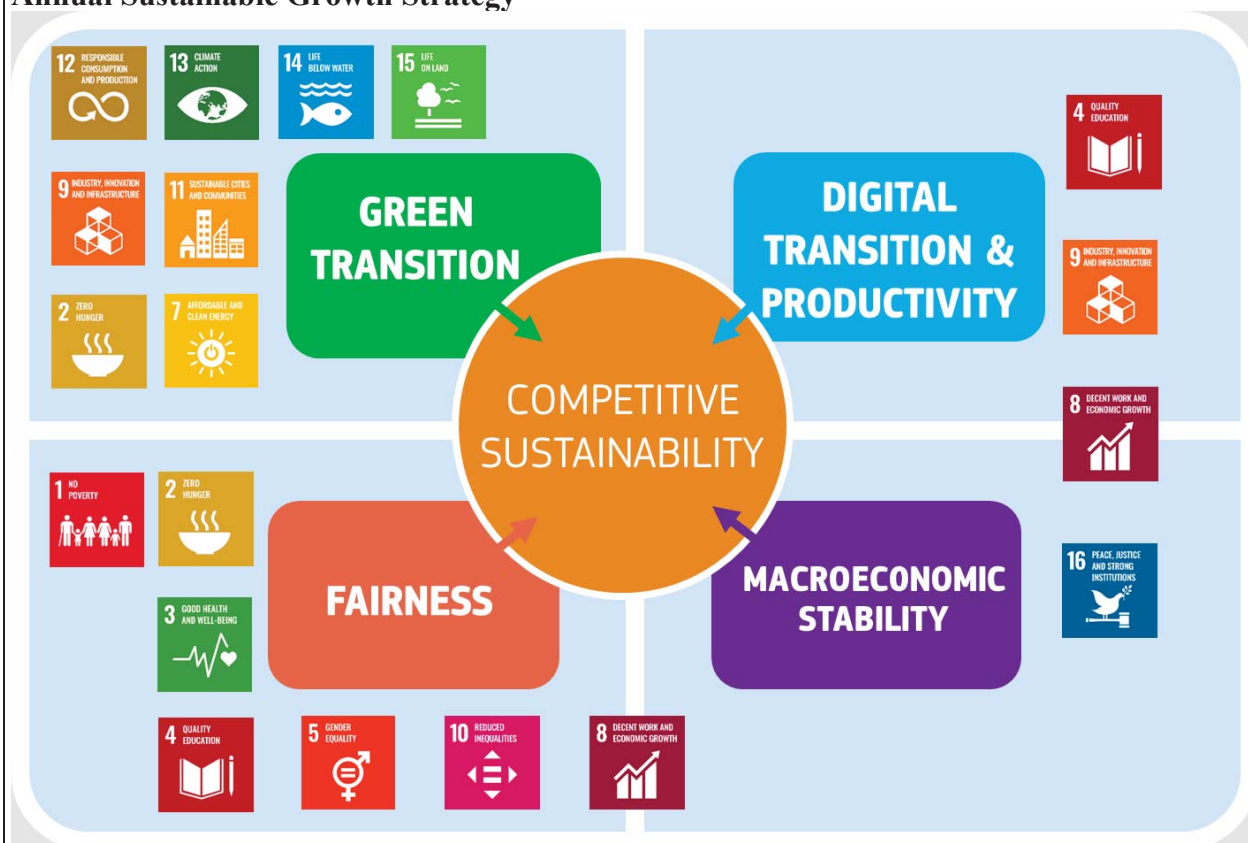 Annual Sustainable Growth Strategy
12 RESPONSIBLE
CONSUMPTION
AND PRODUCTION
13 CLIMATE
ACTION
14 LIFE
BELOW WATER
15 LIFE
ON LAND
9 INDUSTRY, INNOVATION
AND INFRASTRUCTURE
11 SUSTAINABLE CITIES
AND COMMUNITIES
2 ZERO
HUNGER
7 AFFORDABLE AND
CLEAN ENERGY
GREEN
TRANSITION
DIGITAL
TRANSITION &
PRODUCTIVITY
4 QUALITY
EDUCATION
9 INDUSTRY, INNOVATION
AND INFRASTRUCTURE
8 DECENT WORK AND
ECONOMIC GROWTH
COMPETITIVE
SUSTAINABILITY
1 NO
POVERTY
2 ZERO
HUNGER
3 GOOD HEALTH
AND WELL-BEING
FAIRNESS
4 QUALITY
EDUCATION
5 GENDER
EQUALITY
10 REDUCED
INEQUALITIES
8 DECENT WORK AND
ECONOMIC GROWTH
MACROECONOMIC
STABILITY
16 PEACE, JUSTICE
AND STRONG
INSTITUTIONS